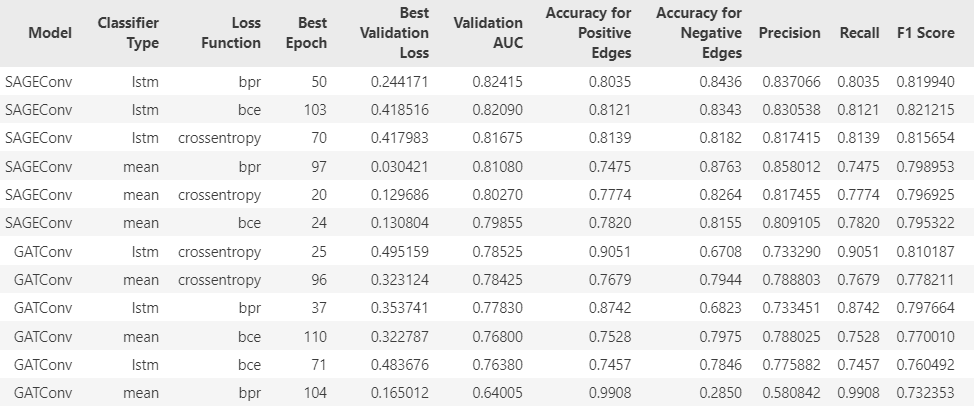 Model Classifier Type Loss Function Best Epoch Best Validation Loss Validation AUC Accuracy for Positive Edges Accuracy for Negative Edges Precision Recall F1 Score
SAGEConv lstm bpr 50 0.244171 0.82415 0.8035 0.8436 0.837066 0.8035 0.819940
SAGEConv lstm bce 103 0.418516 0.82090 0.8121 0.8343 0.830538 0.8121 0.821215
SAGEConv lstm crossentropy 70 0.417983 0.81675 0.8139 0.8182 0.817415 0.8139 0.815654
SAGEConv mean bpr 97 0.030421 0.81080 0.7475 0.8763 0.858012 0.7475 0.798953
SAGEConv mean crossentropy 20 0.129686 0.80270 0.7774 0.8264 0.817455 0.7774 0.796925
SAGEConv mean bce 24 0.130804 0.79855 0.7820 0.8155 0.809105 0.7820 0.795322
GATConv lstm crossentropy 25 0.495159 0.78525 0.9051 0.6708 0.733290 0.9051 0.810187
GATConv mean crossentropy 96 0.323124 0.78425 0.7679 0.7944 0.788803 0.7679 0.778211
GATConv lstm bpr 37 0.353741 0.77830 0.8742 0.6823 0.733451 0.8742 0.797664
GATConv mean bce 110 0.322787 0.76800 0.7528 0.7975 0.788025 0.7528 0.770010
GATConv lstm bce 71 0.483676 0.76380 0.7457 0.7846 0.775882 0.7457 0.760492
GATConv mean bpr 104 0.165012 0.64005 0.9908 0.2850 0.580842 0.9908 0.732353